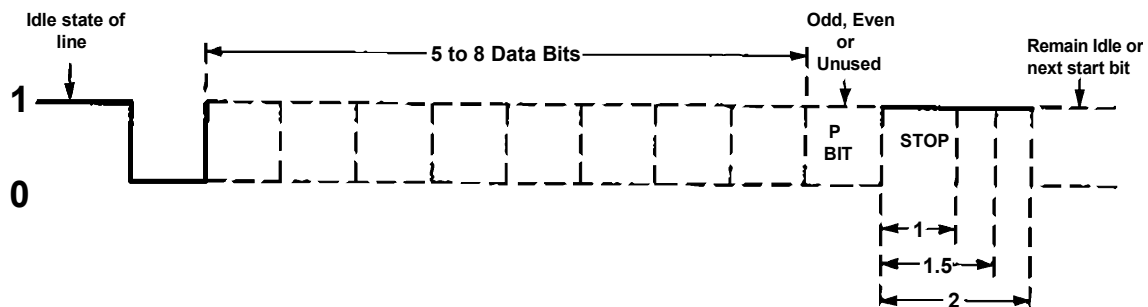 Idle state of
line
5 to 8 Data Bits
Odd, Even
or
Unused
Remain Idle or
next start bit
1
0
P
BIT
STOP
1
1.5
2